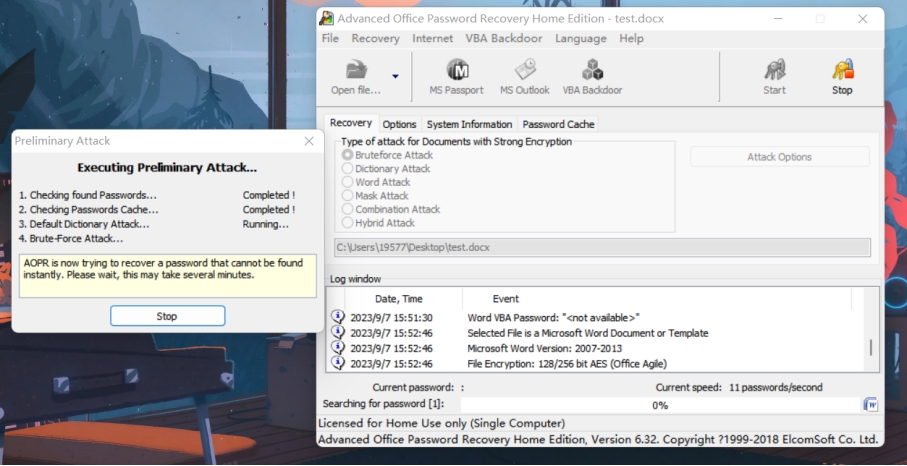 Advanced Office Password Recovery Home Edition - test.docx
File Recovery Internet VBA Backdoor Language Help
Open file... MS Passport MS Outlook VBA Backdoor Start Stop
Recovery Options System Information Password Cache
Type of attack for Documents with Strong Encryption
Bruteforce Attack
Dictionary Attack
Word Attack
Mask Attack
Combination Attack
Hybrid Attack
Attack Options
C:\Users\19577\Desktop\test.docx
Log window
Date, Time Event
2023/9/7 15:51:30 Word VBA Password: "<not available>"
2023/9/7 15:52:46 Selected File is a Microsoft Word Document or Template
2023/9/7 15:52:46 Microsoft Word Version: 2007-2013
2023/9/7 15:52:46 File Encryption: 128/256 bit AES (Office Agile)
Current password: : Current speed: 11 passwords/second
Searching for password [1]: 0%
Licensed for Home Use only (Single Computer)
Advanced Office Password Recovery Home Edition, Version 6.32. Copyright ?1999-2018 ElcomSoft Co. Ltd.
Preliminary Attack
Executing Preliminary Attack...
1. Checking found Passwords... Completed !
2. Checking Passwords Cache... Completed !
3. Default Dictionary Attack... Running...
4. Brute-Force Attack...
AOPR is now trying to recover a password that cannot be found
instantly. Please wait, this may take several minutes.
Stop